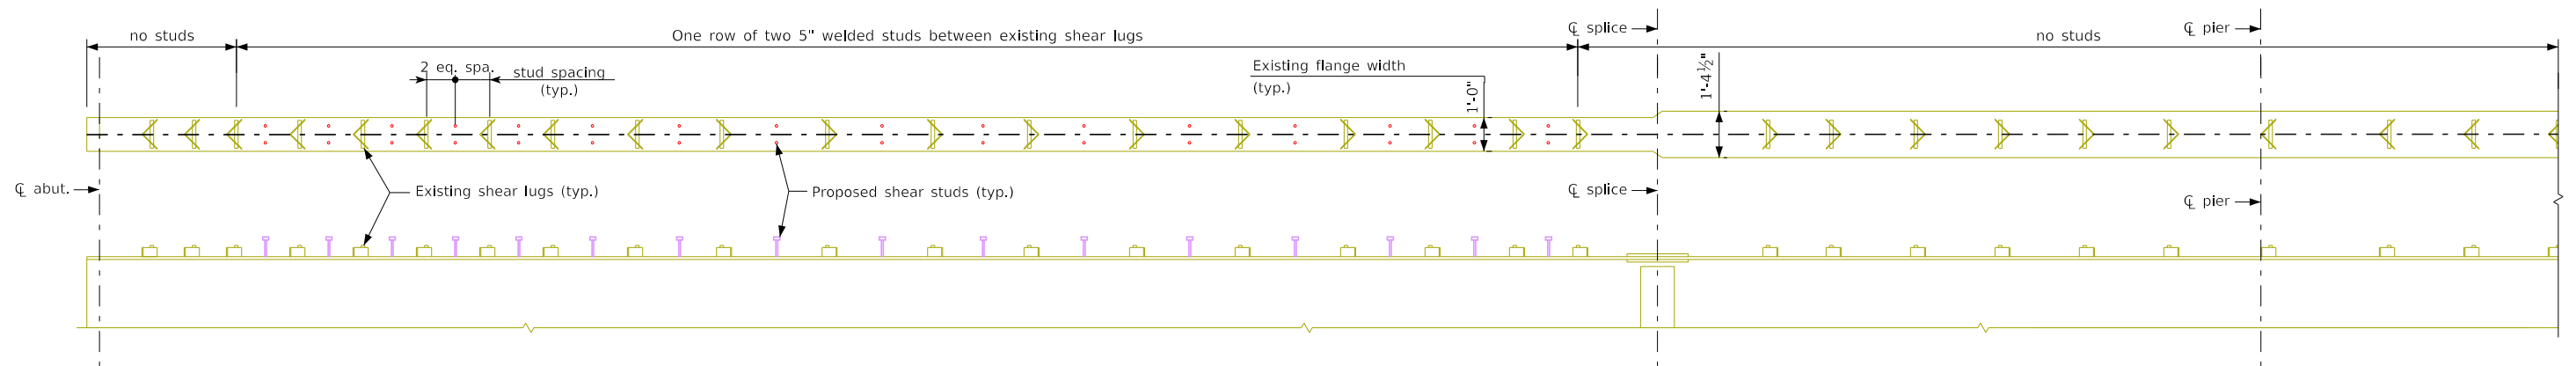 ℄ splice
℄ pier
no studs
One row of two 5" welded studs between existing shear lugs
no studs
2 eq. spa.
stud spacing
(typ.)
Existing flange width
(typ.)
1'-0"
1'-4½"
℄ abut.
Existing shear lugs (typ.)
Proposed shear studs (typ.)
℄ splice
℄ pier